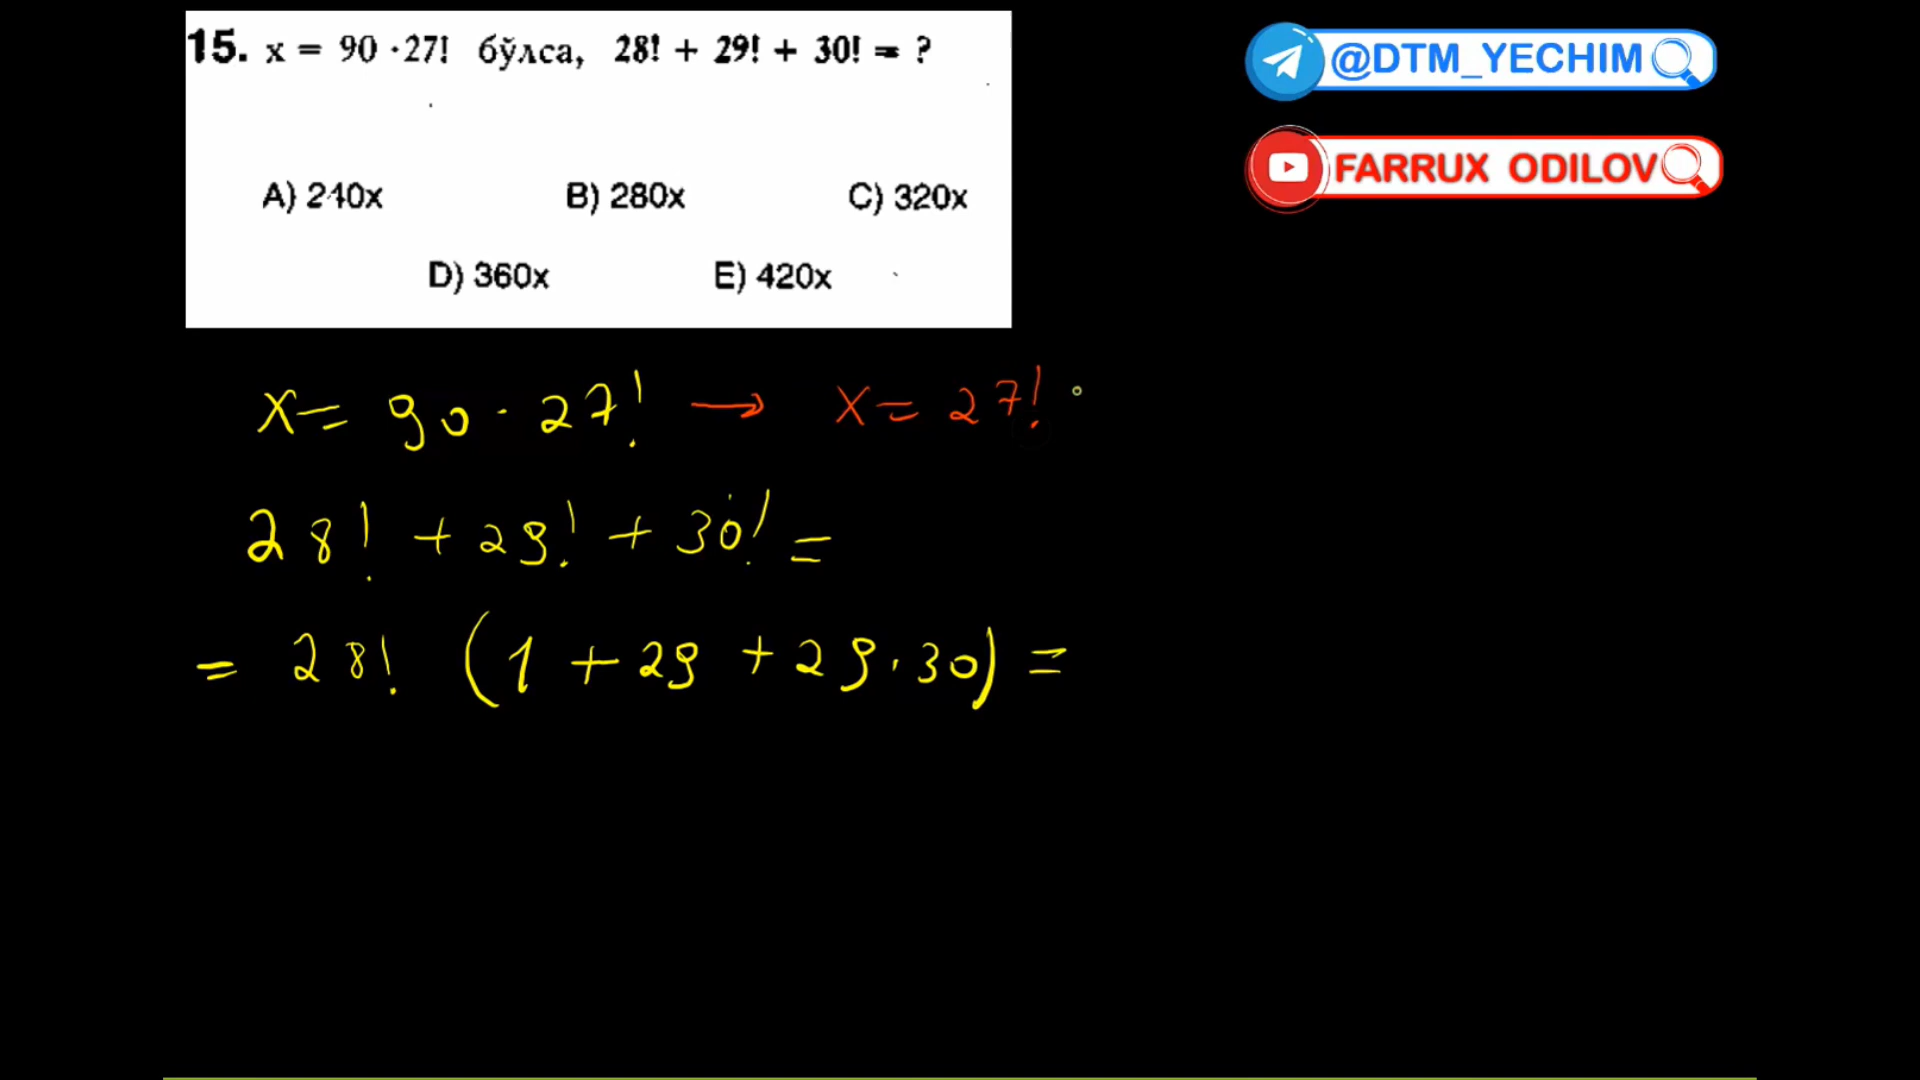 15. x = 90 · 27! бўлса, 28! + 29! + 30! = ?
A) 240x B) 280x C) 320x
D) 360x E) 420x
@DTM_YECHIM
FARRUX ODILOV
x = 90 · 27! → x = 27!
28! + 29! + 30! =
= 28! (1 + 29 + 29 · 30) =